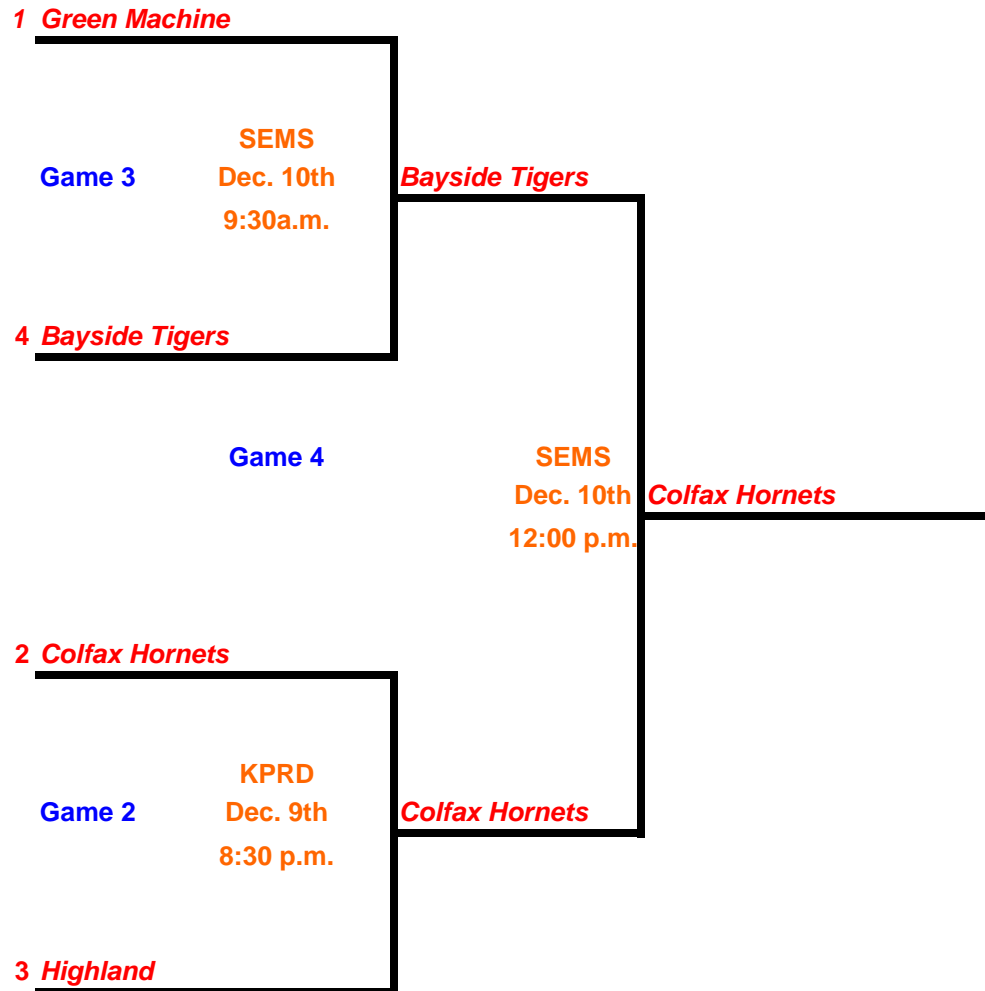 1 Green Machine
SEMS
Game 3 Dec. 10th Bayside Tigers
9:30a.m.
4 Bayside Tigers
Game 4 SEMS
Dec. 10th Colfax Hornets
12:00 p.m.
2 Colfax Hornets
KPRD
Game 2 Dec. 9th Colfax Hornets
8:30 p.m.
3 Highland